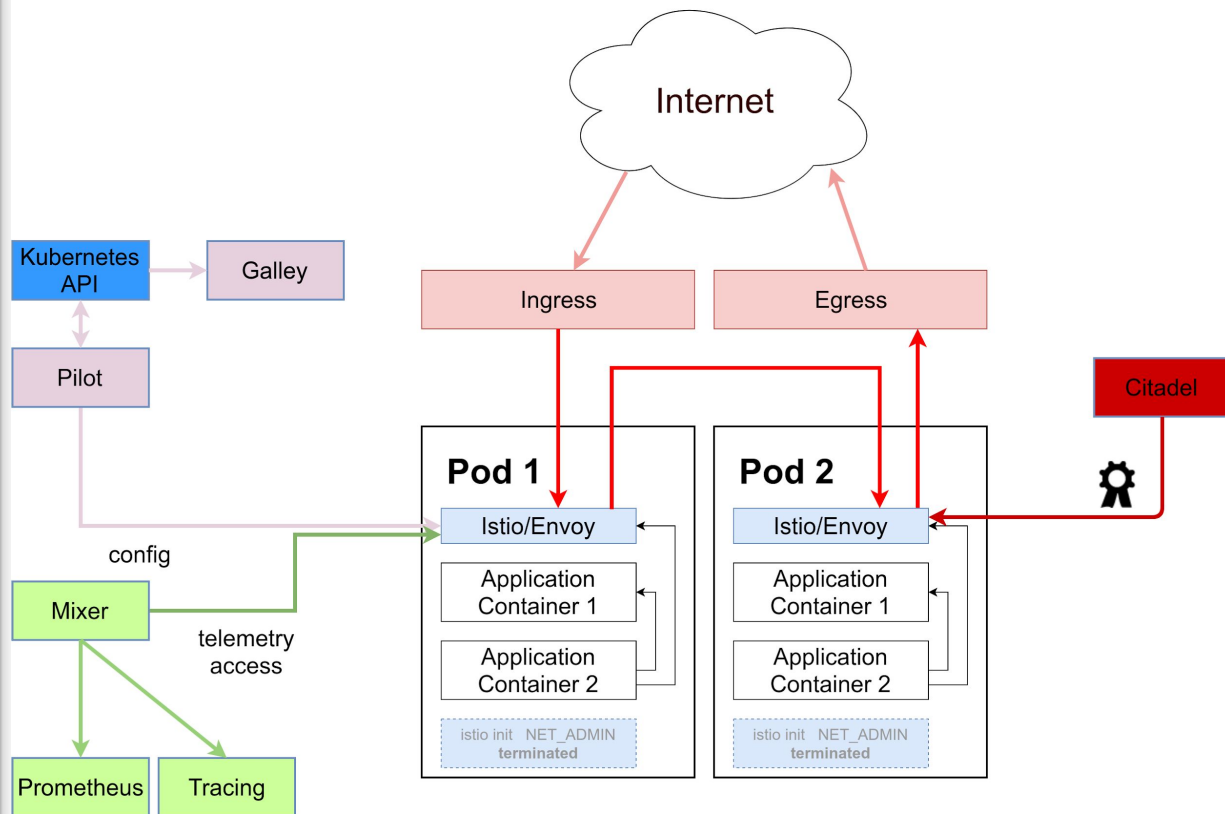 Internet
Kubernetes
API
Galley
Ingress
Egress
Pilot
Citadel
Pod 1
Pod 2
Istio/Envoy
Istio/Envoy
config
Application
Container 1
Application
Container 1
Mixer
telemetry
access
Application
Container 2
Application
Container 2
istio init NET_ADMIN
terminated
istio init NET_ADMIN
terminated
Prometheus
Tracing